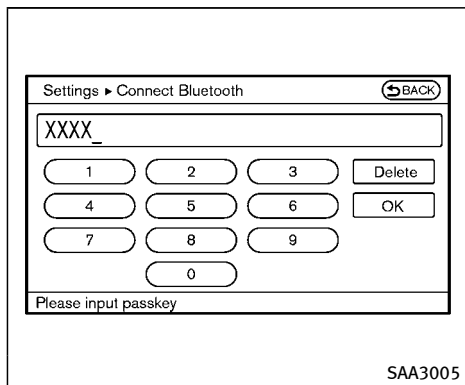 Settings ▸ Connect Bluetooth BACK
XXXX_
1 2 3 Delete
4 5 6 OK
7 8 9
0
Please input passkey
SAA3005